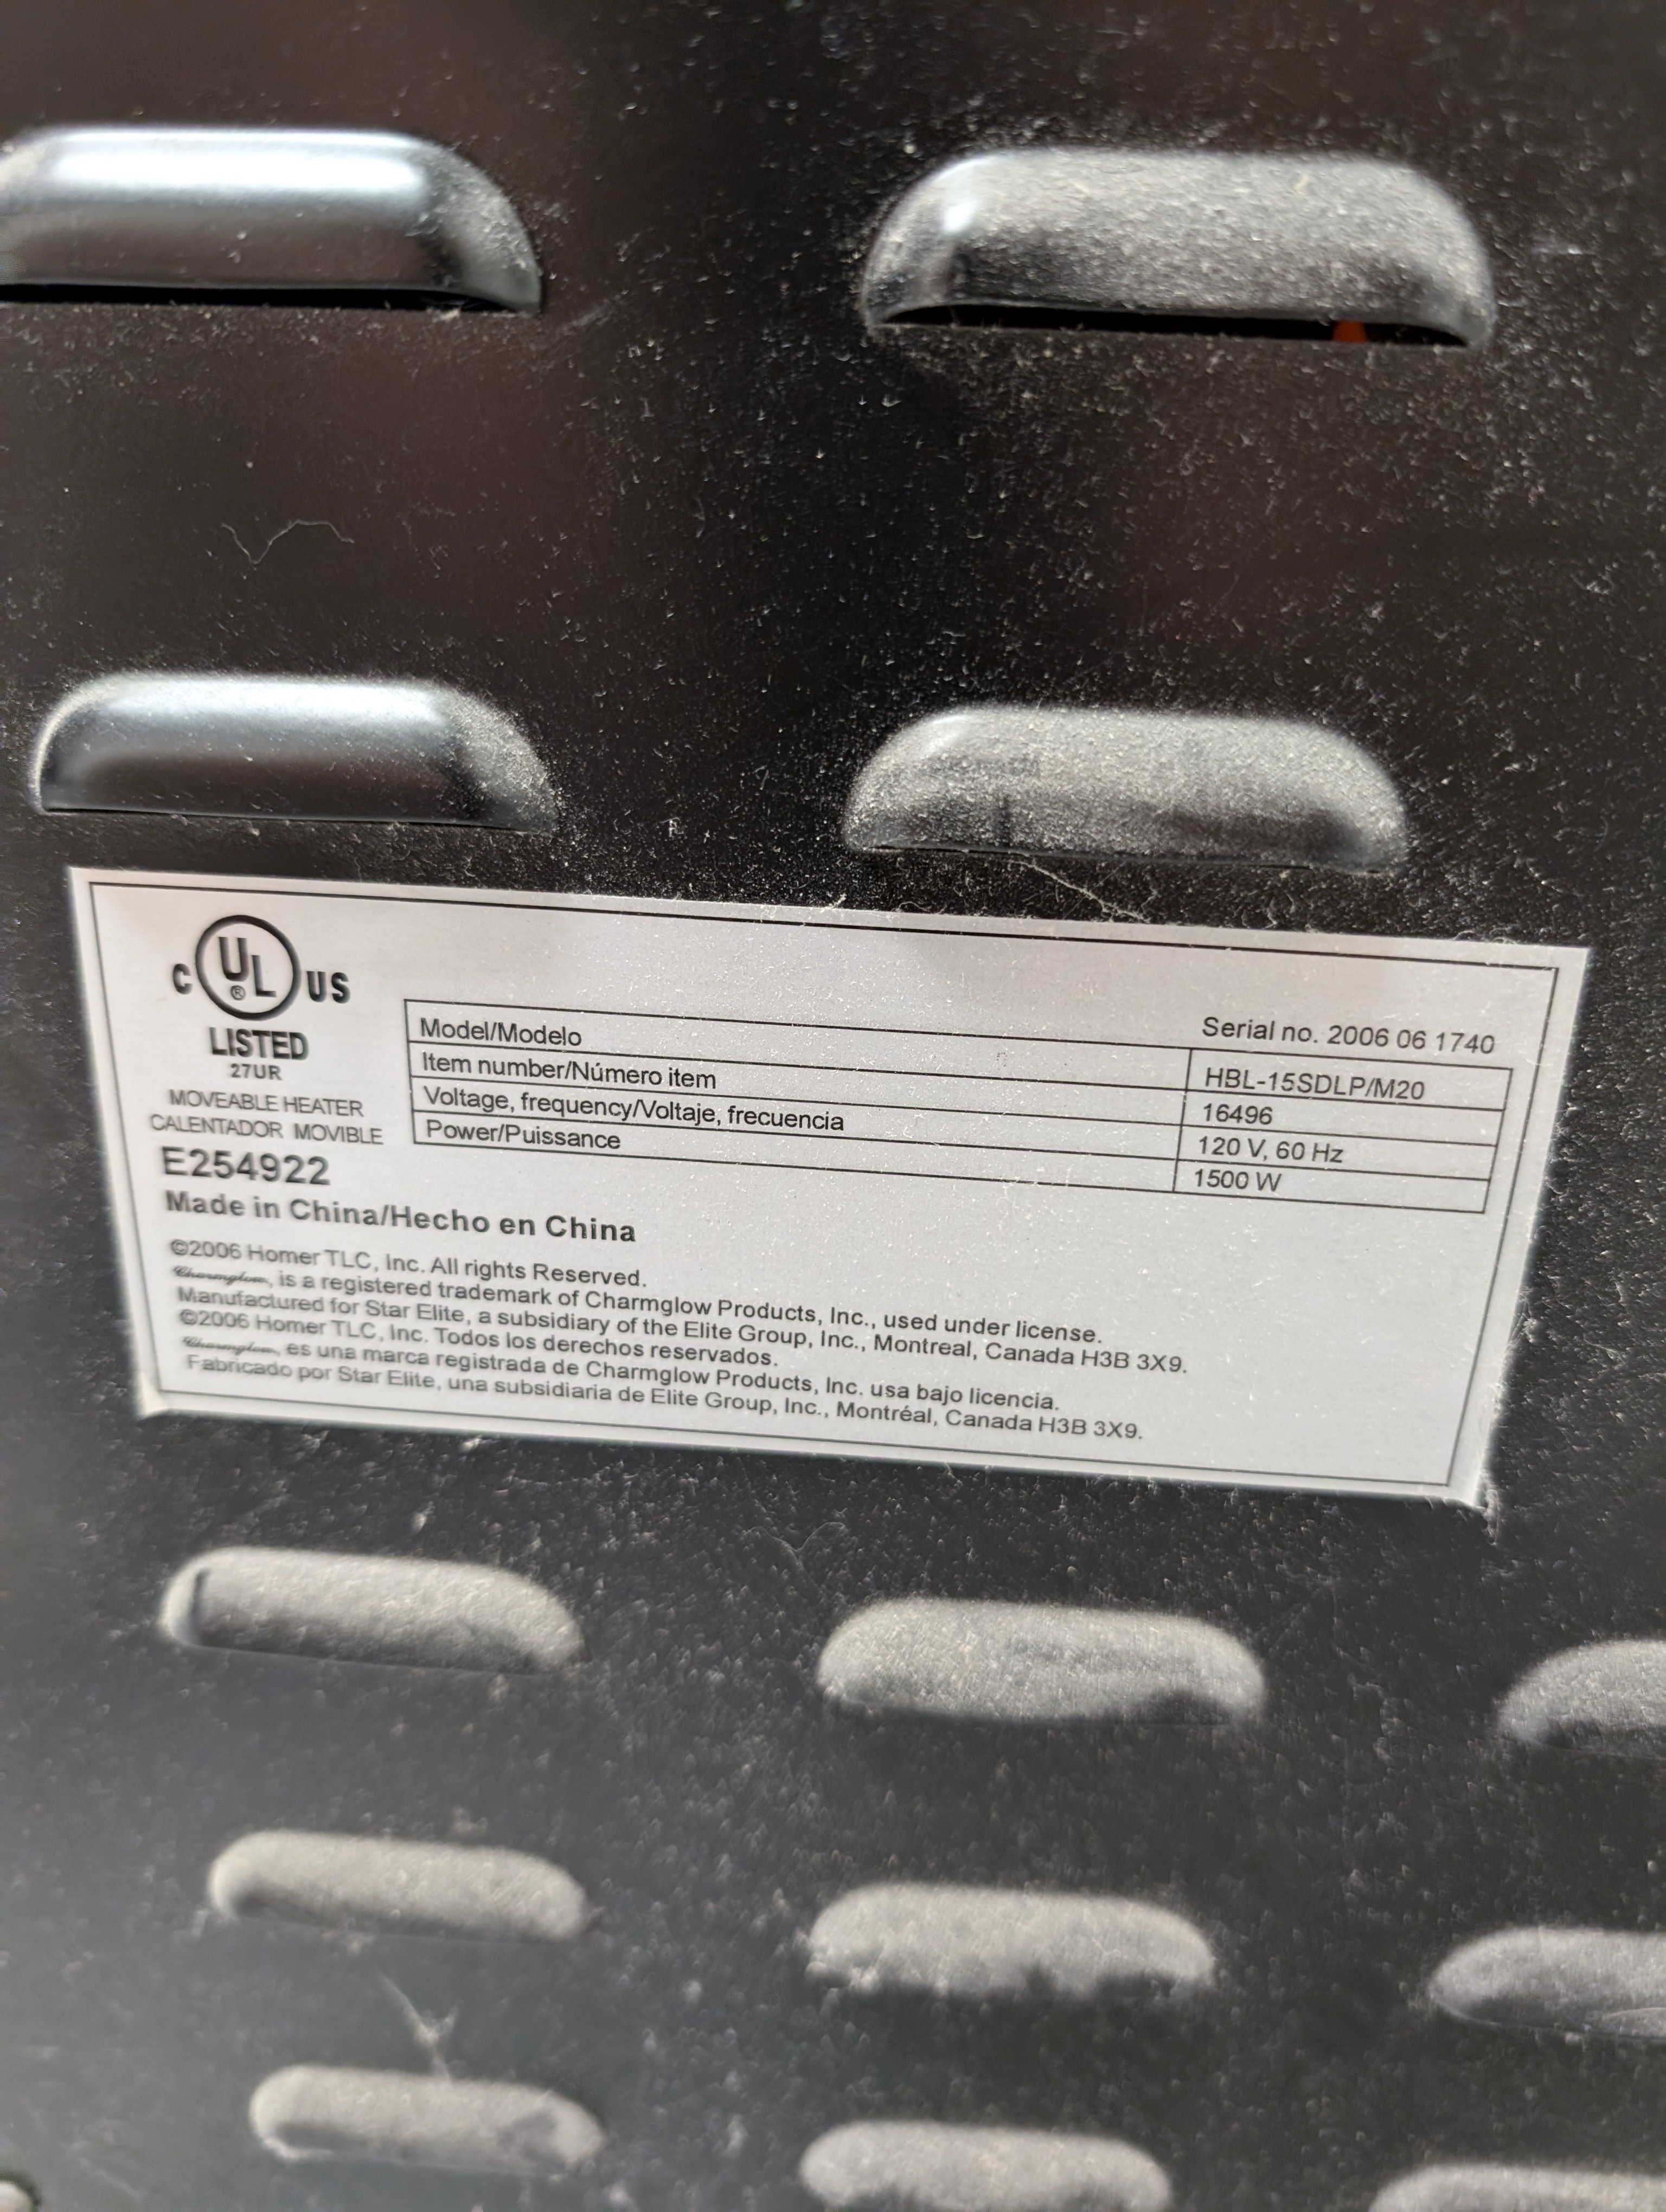 C UL® US
LISTED
27UR
MOVEABLE HEATER
CALENTADOR MOVIBLE
E254922
Made in China/Hecho en China
Serial no. 2006 06 1740
Model/Modelo HBL-15SDLP/M20
Item number/Número item 16496
Voltage, frequency/Voltaje, frecuencia 120 V, 60 Hz
Power/Puissance 1500 W
©2006 Homer TLC, Inc. All rights Reserved.
Charmglow, is a registered trademark of Charmglow Products, Inc., used under license.
Manufactured for Star Elite, a subsidiary of the Elite Group, Inc., Montreal, Canada H3B 3X9.
©2006 Homer TLC, Inc. Todos los derechos reservados.
Charmglow, es una marca registrada de Charmglow Products, Inc. usa bajo licencia.
Fabricado por Star Elite, una subsidiaria de Elite Group, Inc., Montréal, Canada H3B 3X9.